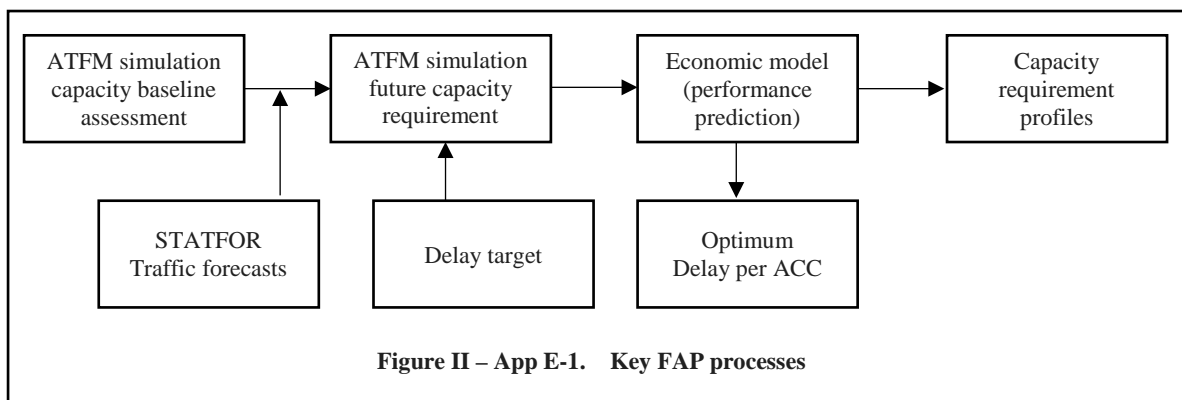 ATFM simulation
capacity baseline
assessment
ATFM simulation
future capacity
requirement
Economic model
(performance
prediction)
Capacity
requirement
profiles
STATFOR
Traffic forecasts
Delay target
Optimum
Delay per ACC
Figure II – App E-1. Key FAP processes